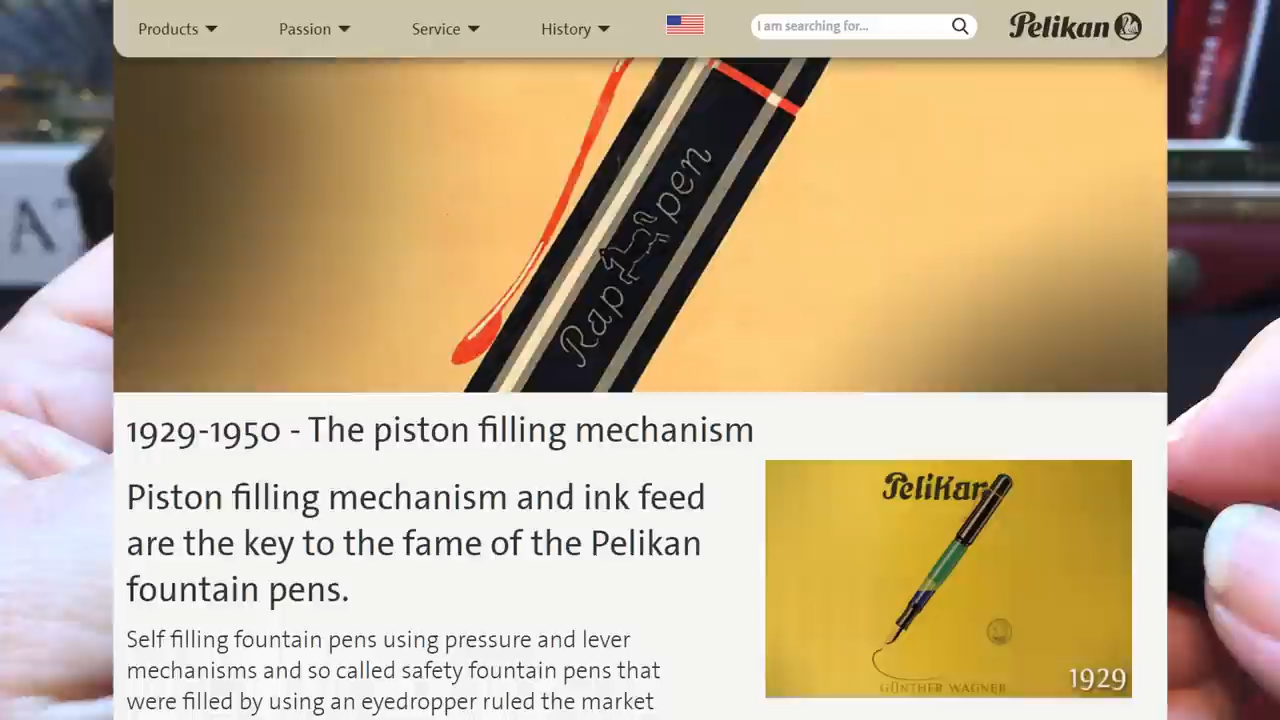 Products
Passion
Service
History
I am searching for...
Pelikan
Rap pen
1929-1950 - The piston filling mechanism
Piston filling mechanism and ink feed
are the key to the fame of the Pelikan
fountain pens.
Self filling fountain pens using pressure and lever
mechanisms and so called safety fountain pens that
were filled by using an eyedropper ruled the market
Pelikan
GÜNTHER WAGNER
1929